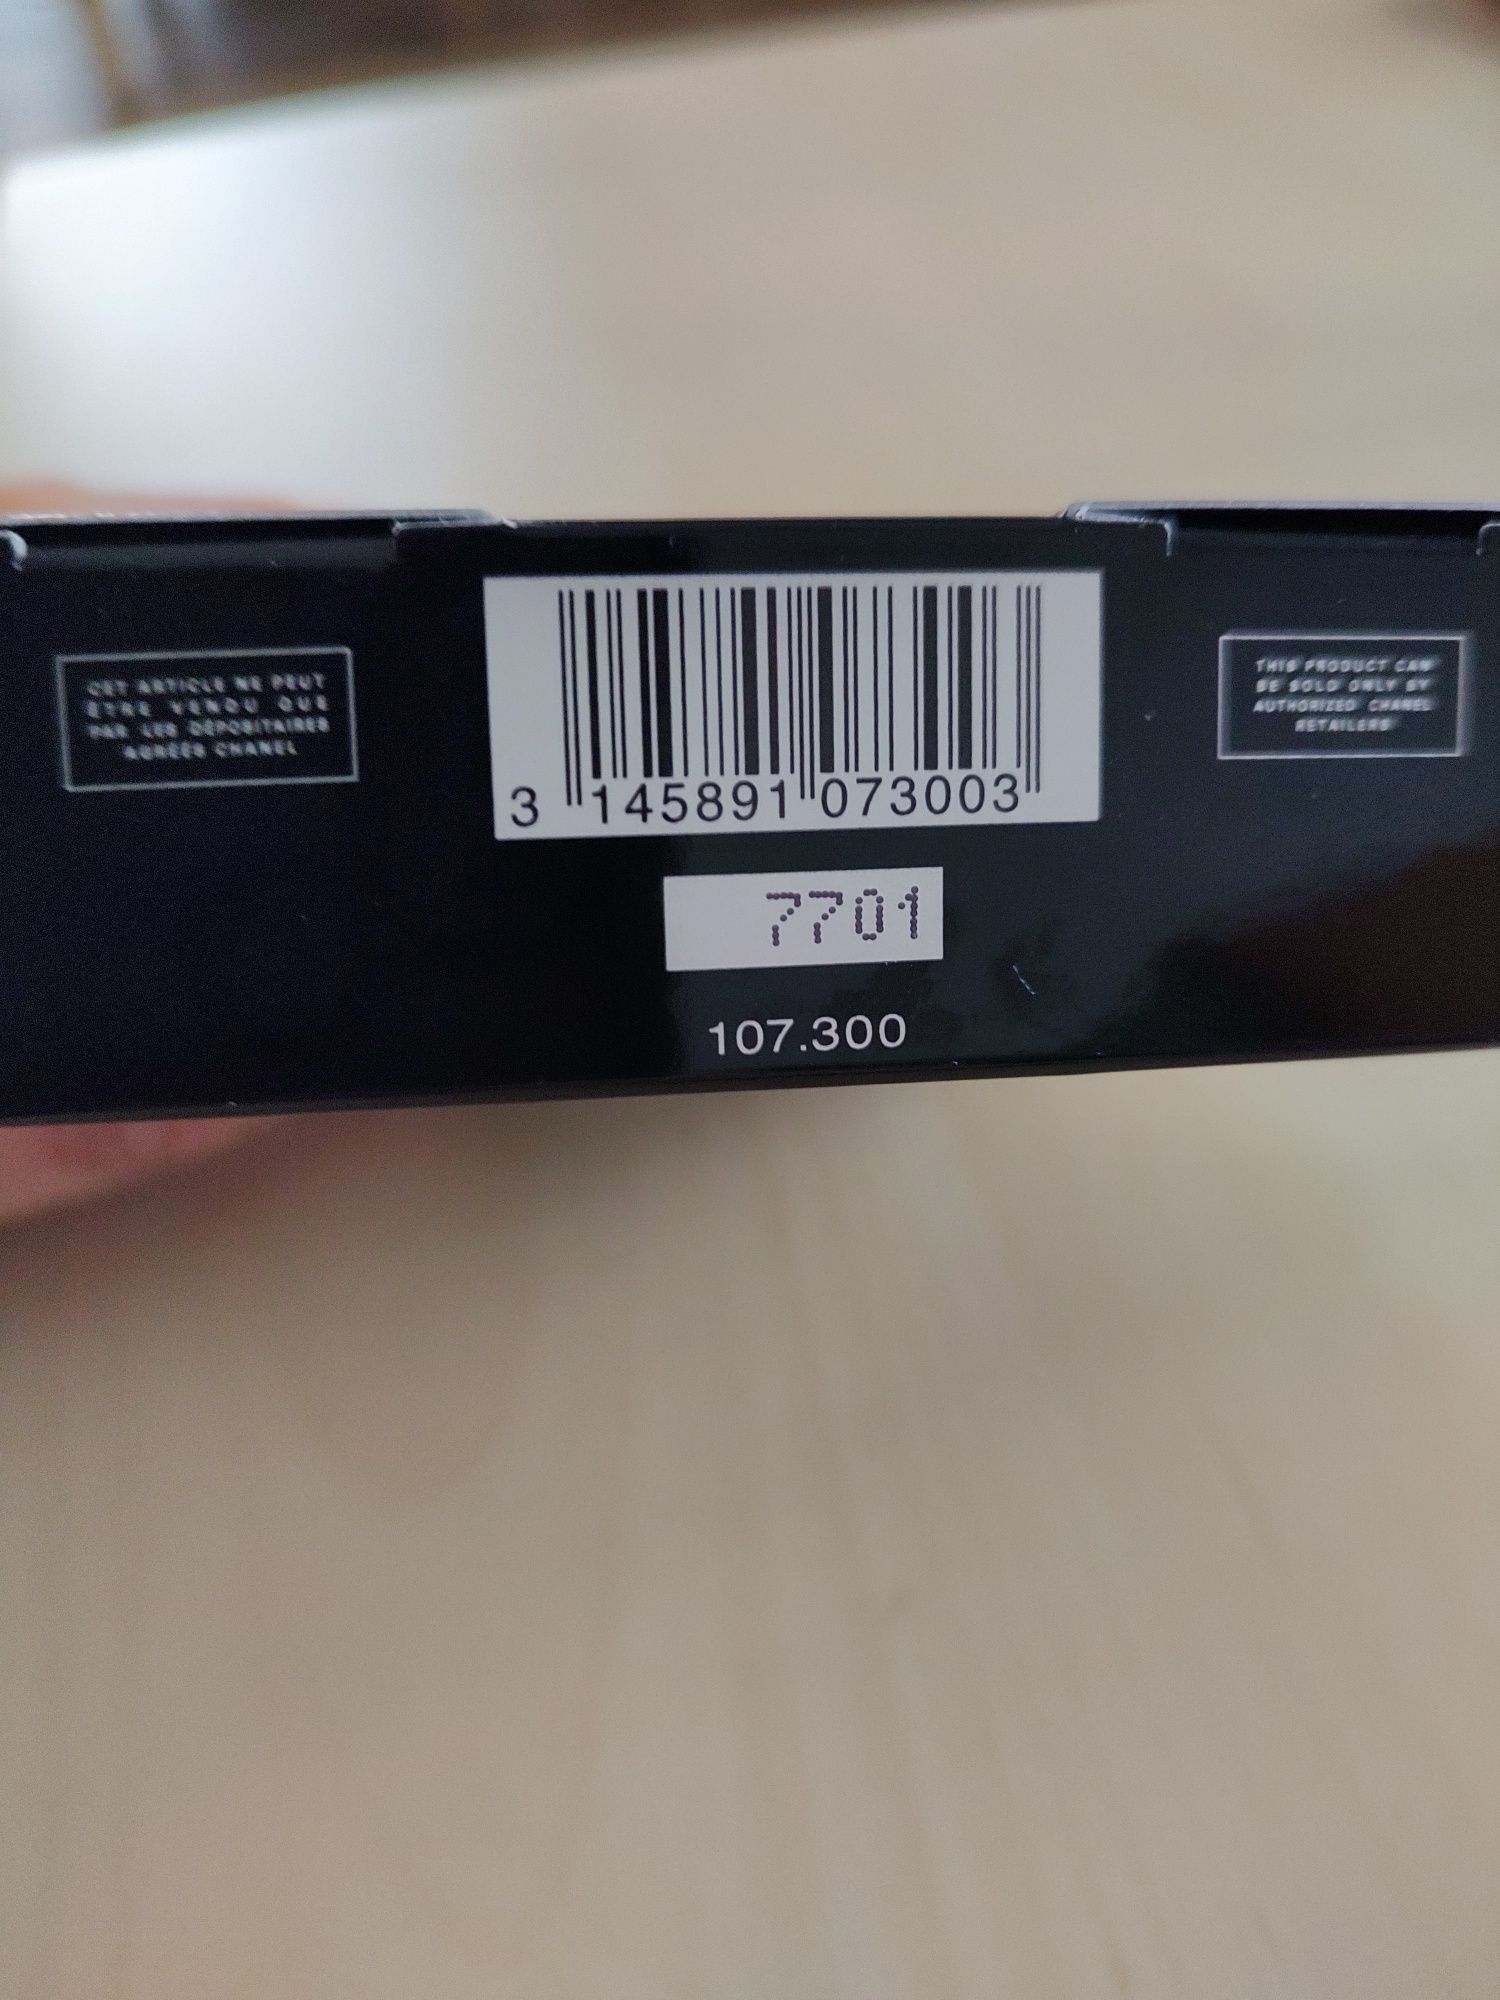 CET ARTICLE NE PEUT
ÊTRE VENDU QUE
PAR LES DÉPOSITAIRES
AGRÉÉS CHANEL
3 145891 073003
7701
107.300
THIS PRODUCT CAN
BE SOLD ONLY BY
AUTHORIZED CHANEL
RETAILERS